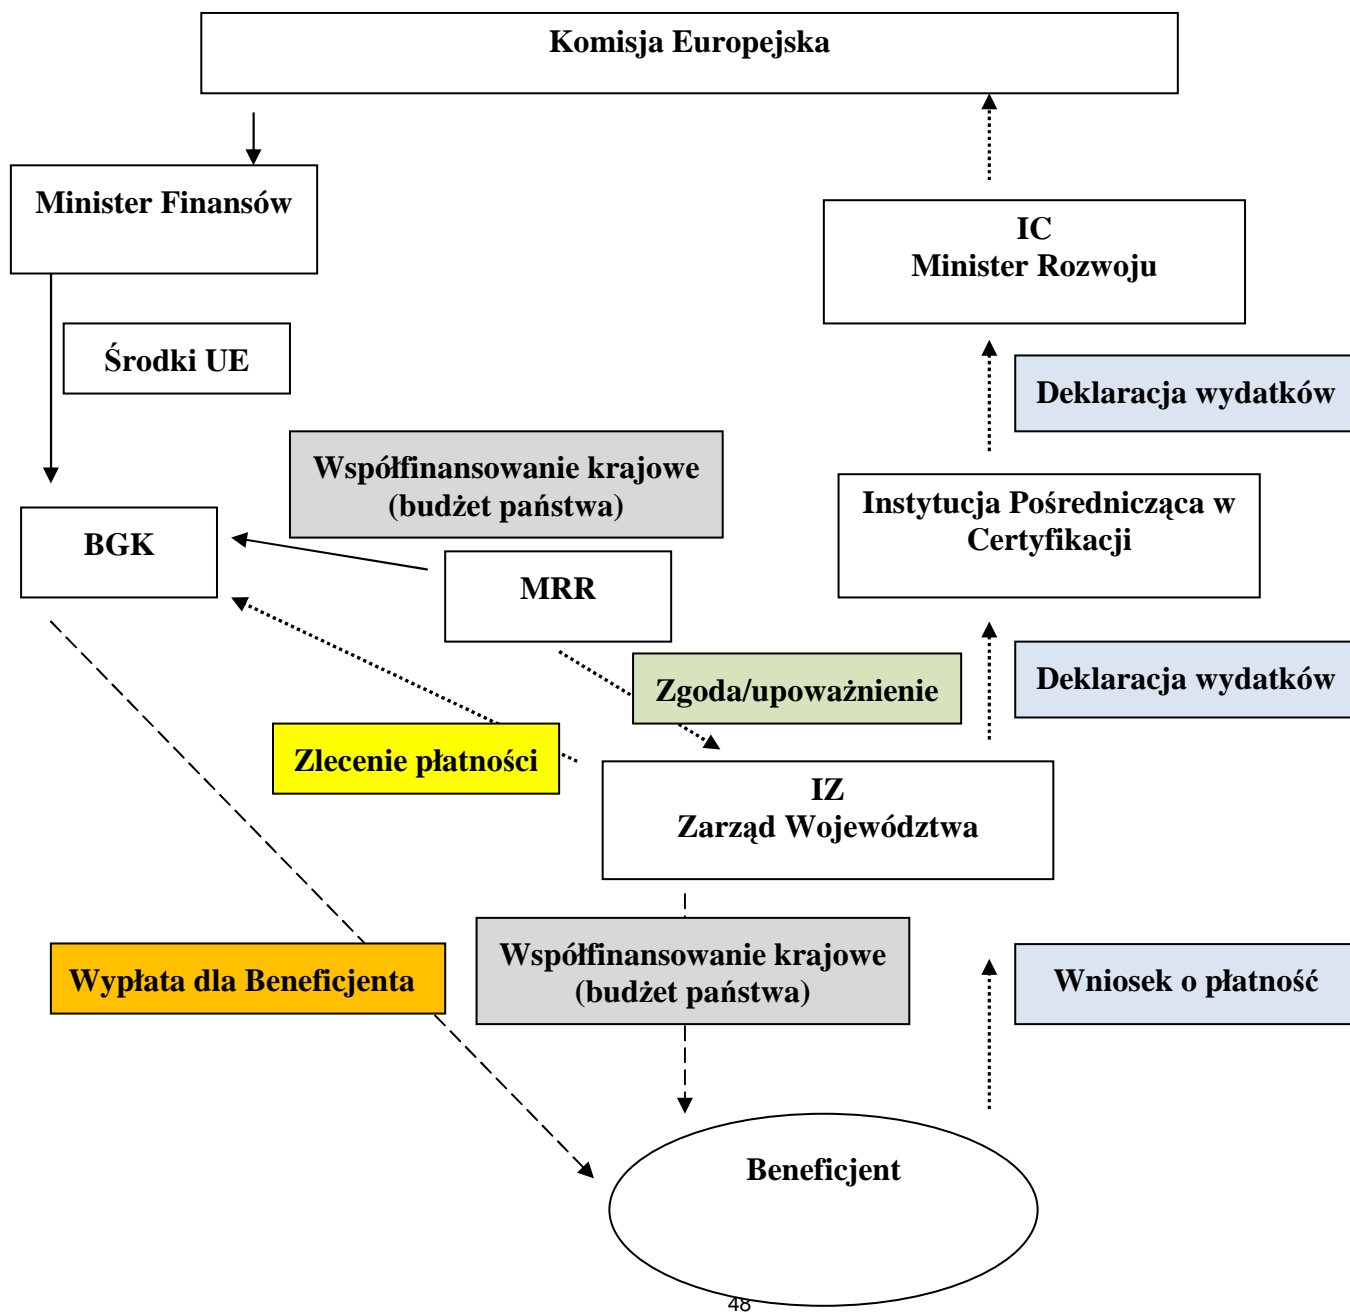 Komisja Europejska
Minister Finansów
IC
Minister Rozwoju
Środki UE
Deklaracja wydatków
Współfinansowanie krajowe
(budżet państwa)
Instytucja Pośrednicząca w
Certyfikacji
BGK
MRR
Zgoda/upoważnienie
Deklaracja wydatków
Zlecenie płatności
IZ
Zarząd Województwa
Wypłata dla Beneficjenta
Współfinansowanie krajowe
(budżet państwa)
Wniosek o płatność
Beneficjent
48